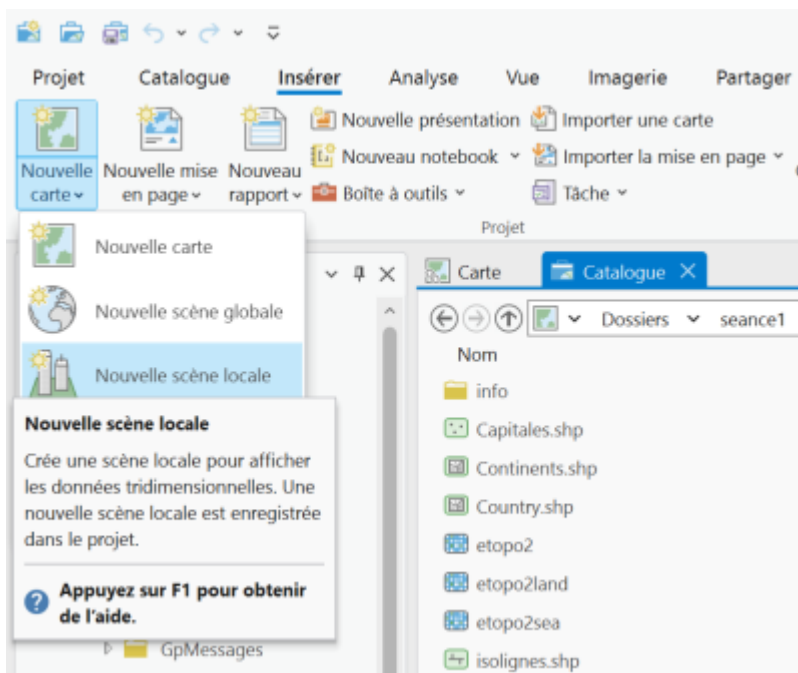 Projet Catalogue Insérer Analyse Vue Imagerie Partager
Nouvelle carte
Nouvelle mise en page
Nouveau rapport
Nouvelle présentation
Nouveau notebook
Boîte à outils
Importer une carte
Importer la mise en page
Tâche
Projet
Nouvelle carte
Nouvelle scène globale
Nouvelle scène locale
Nouvelle scène locale
Crée une scène locale pour afficher
les données tridimensionnelles. Une
nouvelle scène locale est enregistrée
dans le projet.
Appuyez sur F1 pour obtenir
de l'aide.
GpMessages
Carte Catalogue
Dossiers seance1
Nom
info
Capitales.shp
Continents.shp
Country.shp
etopo2
etopo2land
etopo2sea
isolignes.shp